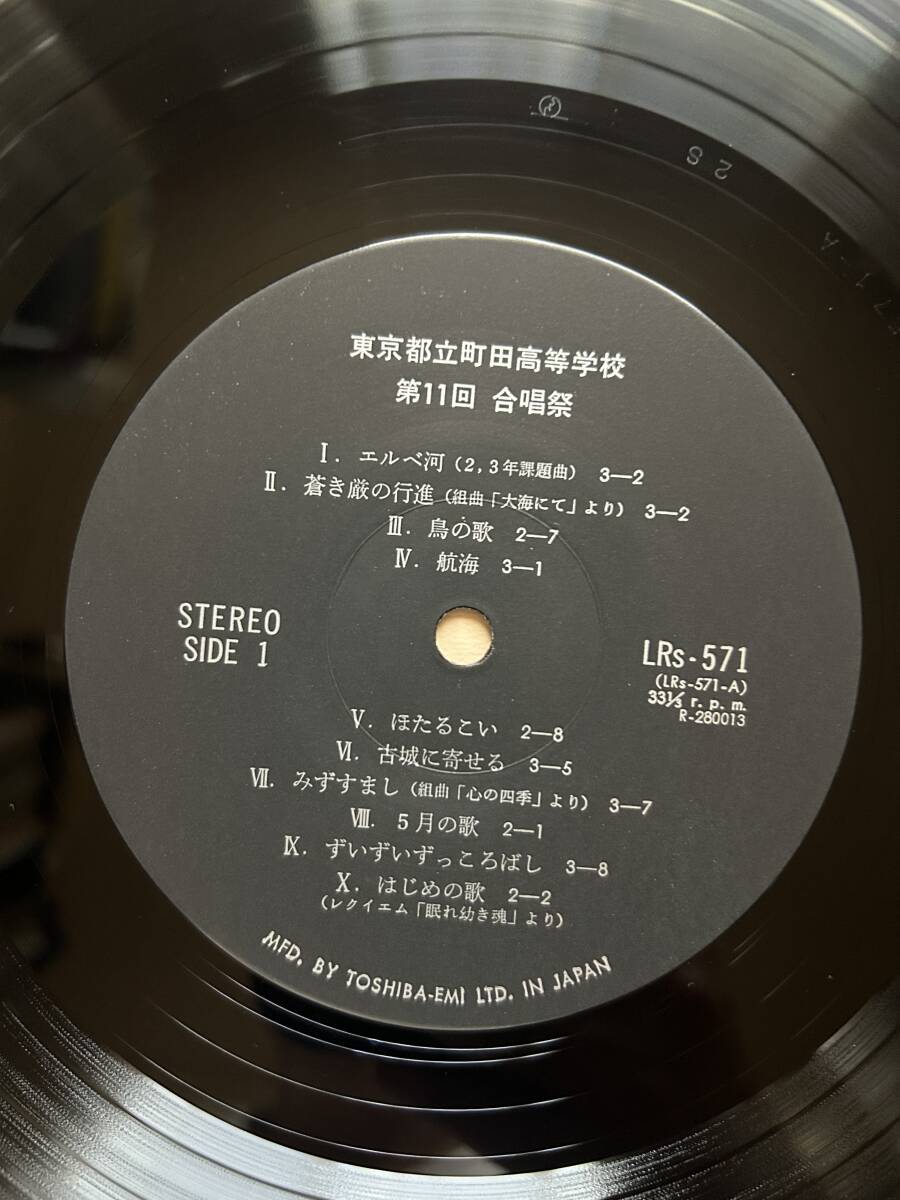 2S
71-A
東京都立町田高等学校
第11回 合唱祭
Ⅰ. エルベ河 (2,3年課題曲) 3―2
Ⅱ. 蒼き厳の行進 (組曲「大海にて」より) 3―2
Ⅲ. 鳥の歌 2―7
Ⅳ. 航海 3―1
STEREO
SIDE 1
LRs・571
(LRs-571-A)
33⅓ r.p.m.
R-280013
Ⅴ. ほたるこい 2―8
Ⅵ. 古城に寄せる 3―5
Ⅶ. みずすまし (組曲「心の四季」より) 3―7
Ⅷ. 5月の歌 2―1
Ⅸ. ずいずいずっころばし 3―8
Ⅹ. はじめの歌 2―2
(レクイエム「眠れ幼き魂」より)
MFD. BY TOSHIBA-EMI LTD. IN JAPAN